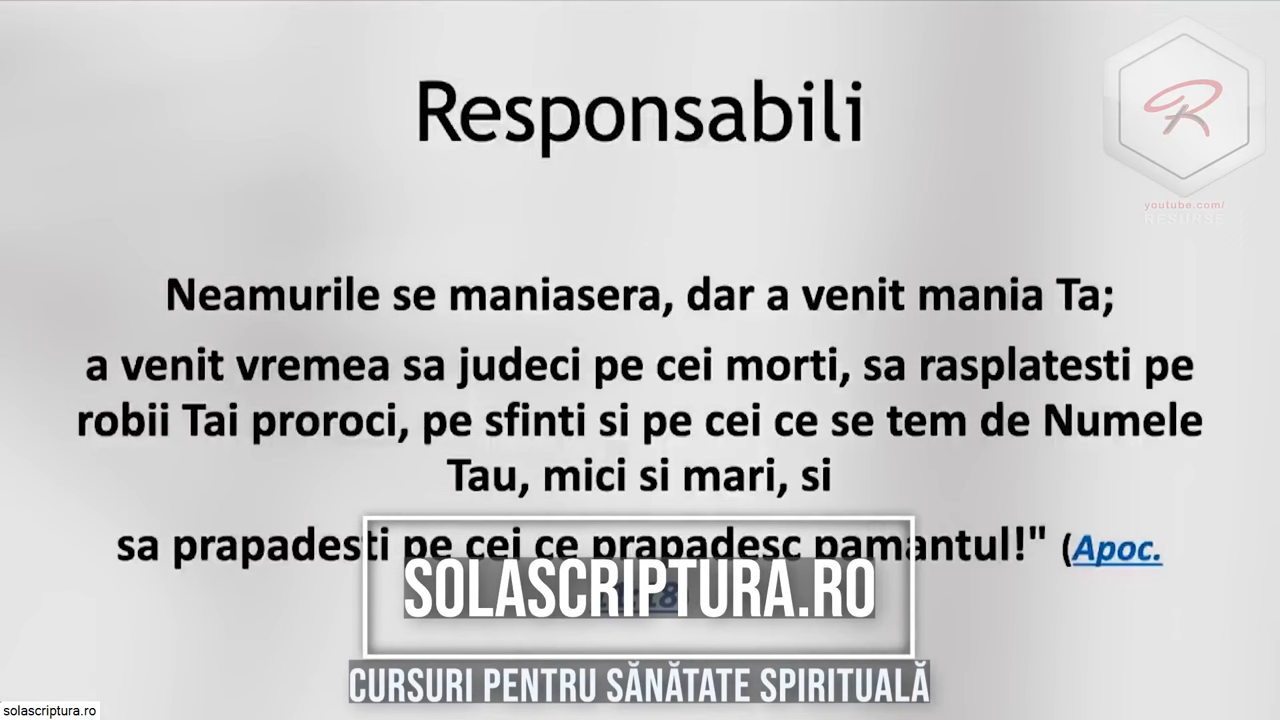 Responsabili
R
youtube.com/
RESURSE
Neamurile se maniasera, dar a venit mania Ta;
a venit vremea sa judeci pe cei morti, sa rasplatesti pe
robii Tai proroci, pe sfinti si pe cei ce se tem de Numele
Tau, mici si mari, si
sa prapadesti pe cei ce prapadesc pamantul!" (Apoc.
SOLASCRIPTURA.RO
CURSURI PENTRU SĂNĂTATE SPIRITUALĂ
solascriptura.ro